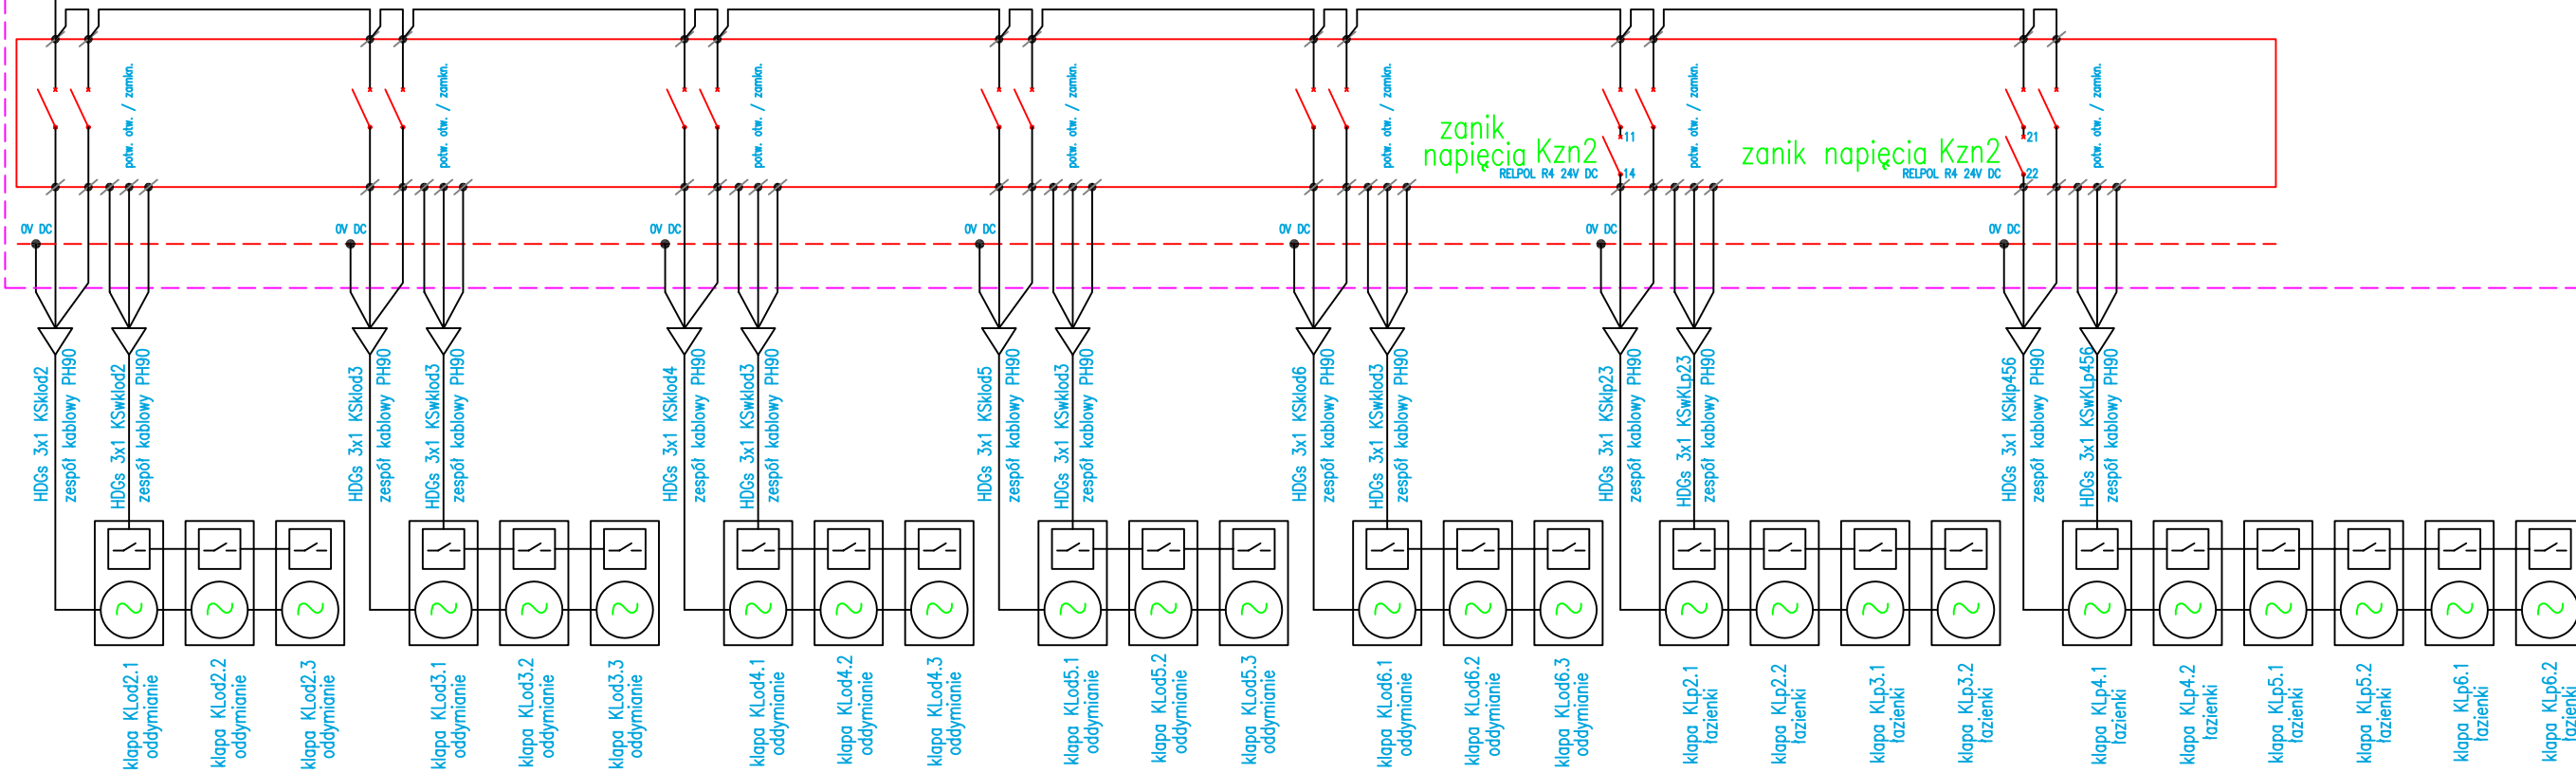 potw. otw. / zamkn.
potw. otw. / zamkn.
potw. otw. / zamkn.
potw. otw. / zamkn.
potw. otw. / zamkn.
potw. otw. / zamkn.
potw. otw. / zamkn.
zanik
napięcia Kzn2
RELPOL R4 24V DC
11
14
zanik napięcia Kzn2
RELPOL R4 24V DC
21
22
0V DC
0V DC
0V DC
0V DC
0V DC
0V DC
0V DC
HDGs 3x1 KSklod2
zespół kablowy PH90
HDGs 3x1 KSwklod2
zespół kablowy PH90
HDGs 3x1 KSklod3
zespół kablowy PH90
HDGs 3x1 KSwklod3
zespół kablowy PH90
HDGs 3x1 KSklod4
zespół kablowy PH90
HDGs 3x1 KSwklod3
zespół kablowy PH90
HDGs 3x1 KSklod5
zespół kablowy PH90
HDGs 3x1 KSwklod3
zespół kablowy PH90
HDGs 3x1 KSklod6
zespół kablowy PH90
HDGs 3x1 KSwklod3
zespół kablowy PH90
HDGs 3x1 KSklp23
zespół kablowy PH90
HDGs 3x1 KSwKLp23
zespół kablowy PH90
HDGs 3x1 KSklp456
zespół kablowy PH90
HDGs 3x1 KSwKLp456
zespół kablowy PH90
klapa KLod2.1
oddymianie
klapa KLod2.2
oddymianie
klapa KLod2.3
oddymianie
klapa KLod3.1
oddymianie
klapa KLod3.2
oddymianie
klapa KLod3.3
oddymianie
klapa KLod4.1
oddymianie
klapa KLod4.2
oddymianie
klapa KLod4.3
oddymianie
klapa KLod5.1
oddymianie
klapa KLod5.2
oddymianie
klapa KLod5.3
oddymianie
klapa KLod6.1
oddymianie
klapa KLod6.2
oddymianie
klapa KLod6.3
oddymianie
klapa KLp2.1
łazienki
klapa KLp2.2
łazienki
klapa KLp3.1
łazienki
klapa KLp3.2
łazienki
klapa KLp4.1
łazienki
klapa KLp4.2
łazienki
klapa KLp5.1
łazienki
klapa KLp5.2
łazienki
klapa KLp6.1
łazienki
klapa KLp6.2
łazienki